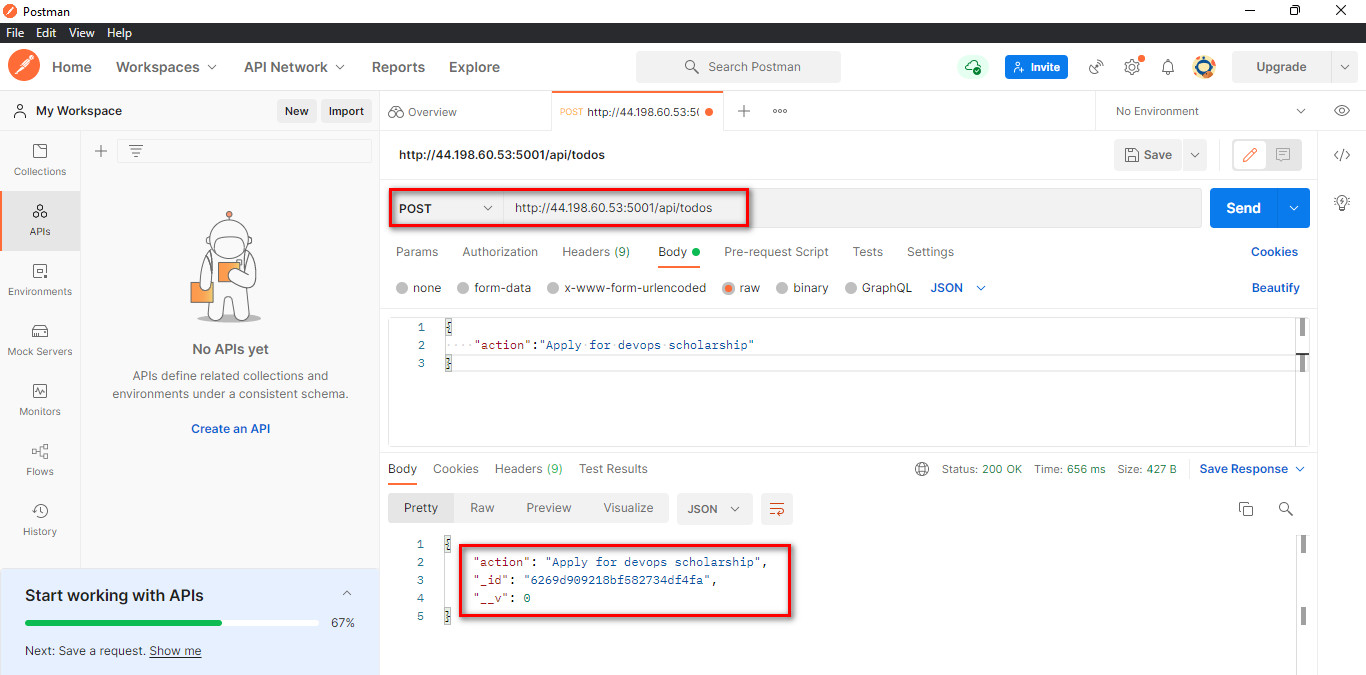 Postman
File Edit View Help
Home Workspaces API Network Reports Explore Search Postman Invite Upgrade
My Workspace New Import
Overview POST http://44.198.60.53:50 No Environment
Collections
APIs
Environments
Mock Servers
Monitors
Flows
History
No APIs yet
APIs define related collections and
environments under a consistent schema.
Create an API
Start working with APIs
67%
Next: Save a request. Show me
http://44.198.60.53:5001/api/todos Save
POST http://44.198.60.53:5001/api/todos Send
Params Authorization Headers (9) Body Pre-request Script Tests Settings Cookies
none form-data x-www-form-urlencoded raw binary GraphQL JSON Beautify
1 {
2 "action":"Apply for devops scholarship"
3 }
Body Cookies Headers (9) Test Results Status: 200 OK Time: 656 ms Size: 427 B Save Response
Pretty Raw Preview Visualize JSON
1 {
2 "action": "Apply for devops scholarship",
3 "_id": "6269d909218bf582734df4fa",
4 "__v": 0
5 }